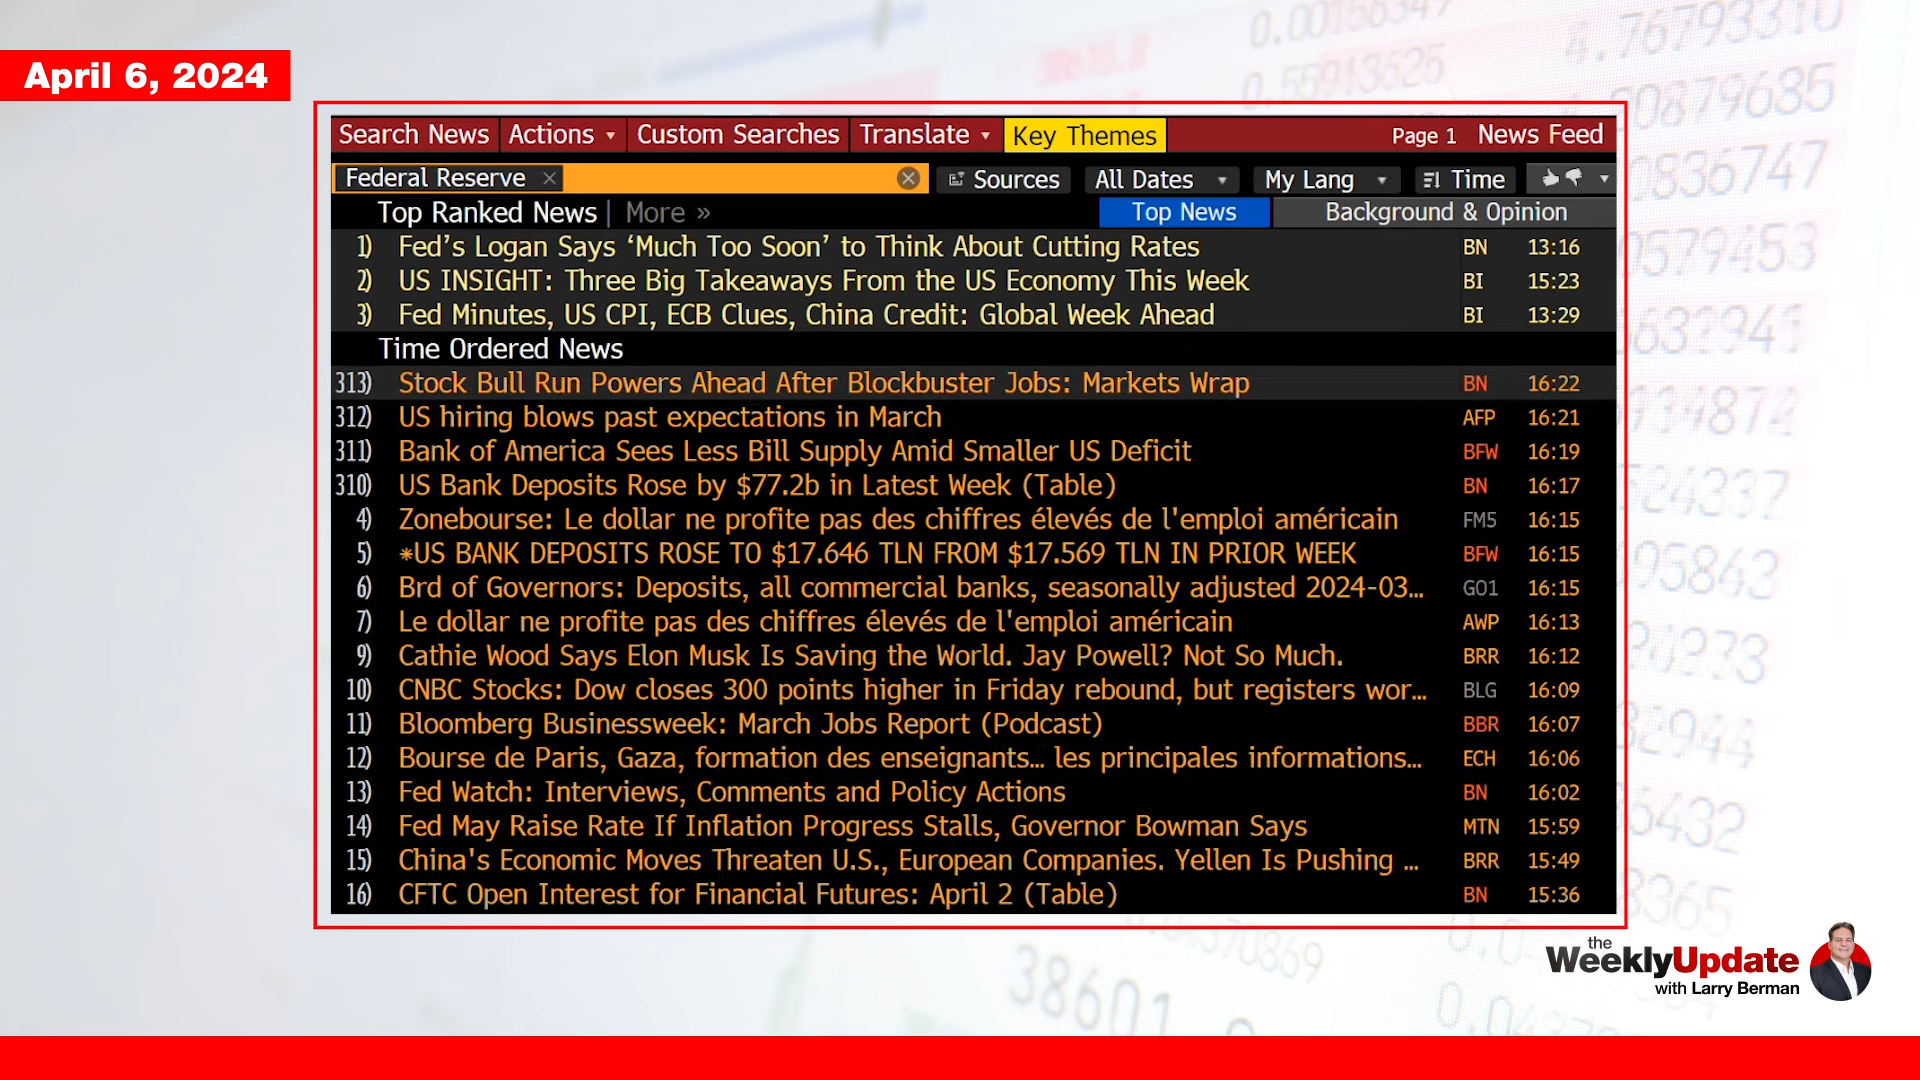 April 6, 2024
Search News Actions Custom Searches Translate Key Themes Page 1 News Feed
Federal Reserve Sources All Dates My Lang Time
Top Ranked News | More » Top News Background & Opinion
1) Fed’s Logan Says ‘Much Too Soon’ to Think About Cutting Rates BN 13:16
2) US INSIGHT: Three Big Takeaways From the US Economy This Week BI 15:23
3) Fed Minutes, US CPI, ECB Clues, China Credit: Global Week Ahead BI 13:29
Time Ordered News
313) Stock Bull Run Powers Ahead After Blockbuster Jobs: Markets Wrap BN 16:22
312) US hiring blows past expectations in March AFP 16:21
311) Bank of America Sees Less Bill Supply Amid Smaller US Deficit BFW 16:19
310) US Bank Deposits Rose by $77.2b in Latest Week (Table) BN 16:17
4) Zonebourse: Le dollar ne profite pas des chiffres élevés de l'emploi américain FM5 16:15
5) *US BANK DEPOSITS ROSE TO $17.646 TLN FROM $17.569 TLN IN PRIOR WEEK BFW 16:15
6) Brd of Governors: Deposits, all commercial banks, seasonally adjusted 2024-03... GO1 16:15
7) Le dollar ne profite pas des chiffres élevés de l'emploi américain AWP 16:13
9) Cathie Wood Says Elon Musk Is Saving the World. Jay Powell? Not So Much. BRR 16:12
10) CNBC Stocks: Dow closes 300 points higher in Friday rebound, but registers wor... BLG 16:09
11) Bloomberg Businessweek: March Jobs Report (Podcast) BBR 16:07
12) Bourse de Paris, Gaza, formation des enseignants... les principales informations... ECH 16:06
13) Fed Watch: Interviews, Comments and Policy Actions BN 16:02
14) Fed May Raise Rate If Inflation Progress Stalls, Governor Bowman Says MTN 15:59
15) China's Economic Moves Threaten U.S., European Companies. Yellen Is Pushing ... BRR 15:49
16) CFTC Open Interest for Financial Futures: April 2 (Table) BN 15:36
the
WeeklyUpdate
with Larry Berman